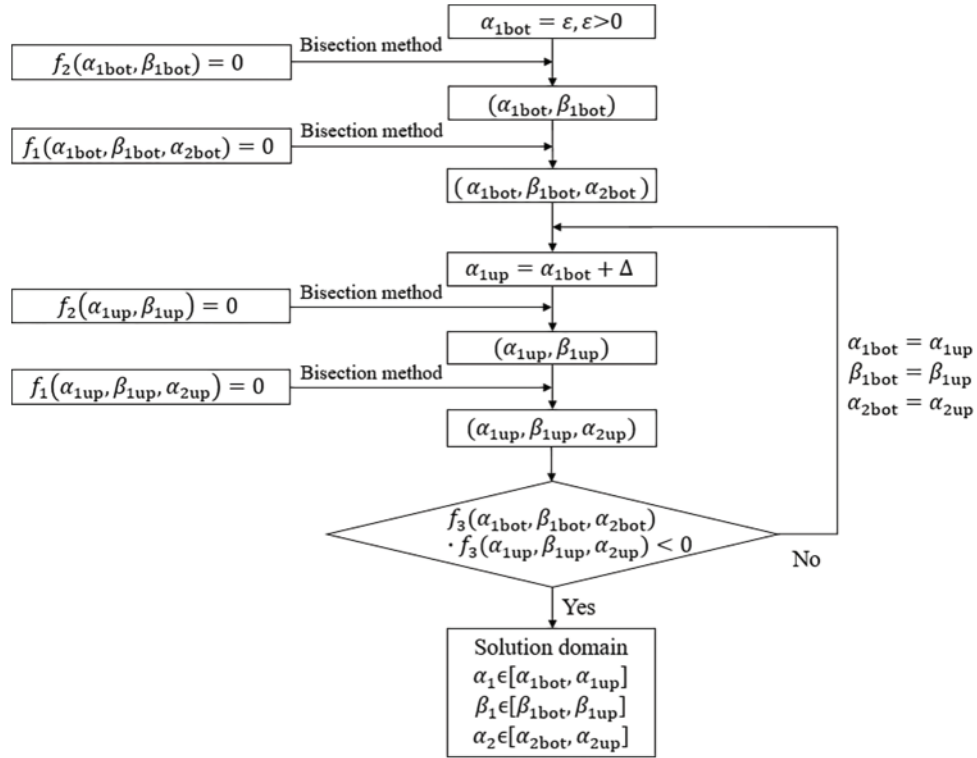 α₁bot = ε, ε>0
Bisection method
f₂(α₁bot, β₁bot) = 0
(α₁bot, β₁bot)
Bisection method
f₁(α₁bot, β₁bot, α₂bot) = 0
(α₁bot, β₁bot, α₂bot)
α₁up = α₁bot + Δ
Bisection method
f₂(α₁up, β₁up) = 0
(α₁up, β₁up)
Bisection method
f₁(α₁up, β₁up, α₂up) = 0
(α₁up, β₁up, α₂up)
α₁bot = α₁up
β₁bot = β₁up
α₂bot = α₂up
f₃(α₁bot, β₁bot, α₂bot)
· f₃(α₁up, β₁up, α₂up) < 0
No
Yes
Solution domain
α₁ϵ[α₁bot, α₁up]
β₁ϵ[β₁bot, β₁up]
α₂ϵ[α₂bot, α₂up]